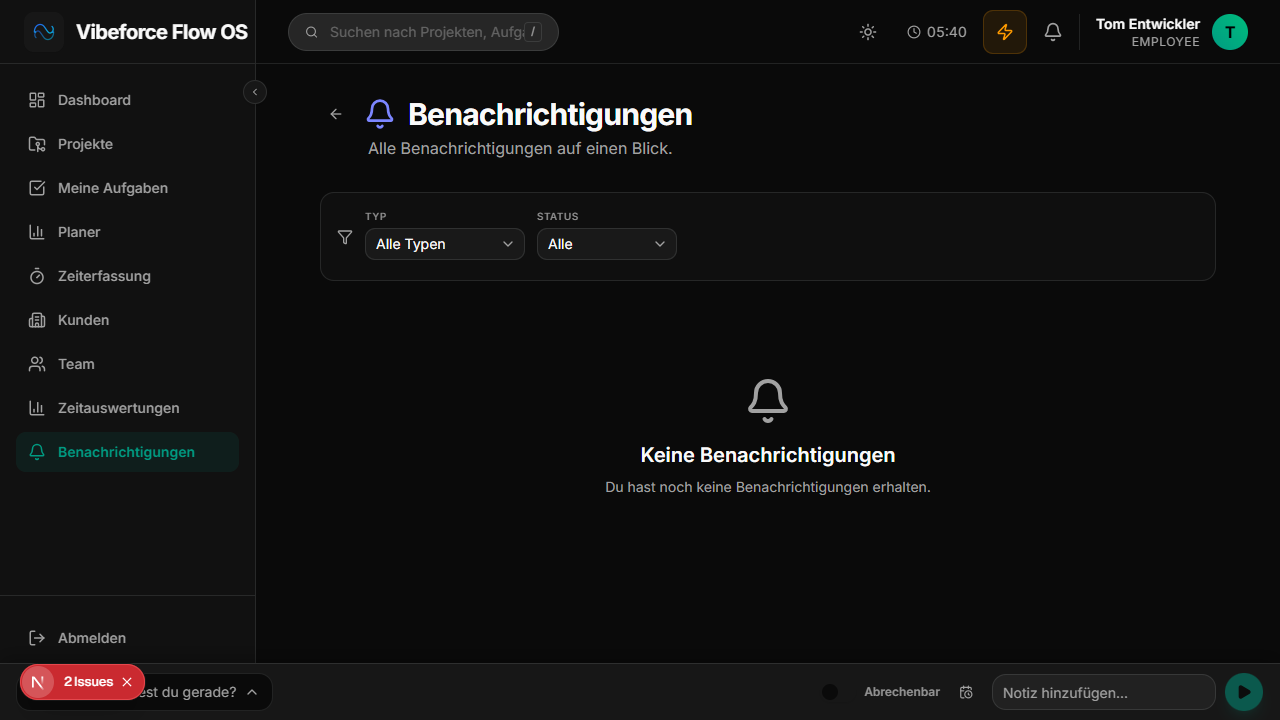 Vibeforce Flow OS
Suchen nach Projekten, Aufga
/
05:40
Tom Entwickler
EMPLOYEE
T
Dashboard
Projekte
Meine Aufgaben
Planer
Zeiterfassung
Kunden
Team
Zeitauswertungen
Benachrichtigungen
Abmelden
Benachrichtigungen
Alle Benachrichtigungen auf einen Blick.
TYP
Alle Typen
STATUS
Alle
Keine Benachrichtigungen
Du hast noch keine Benachrichtigungen erhalten.
N
2 Issues
est du gerade?
Abrechenbar
Notiz hinzufügen...